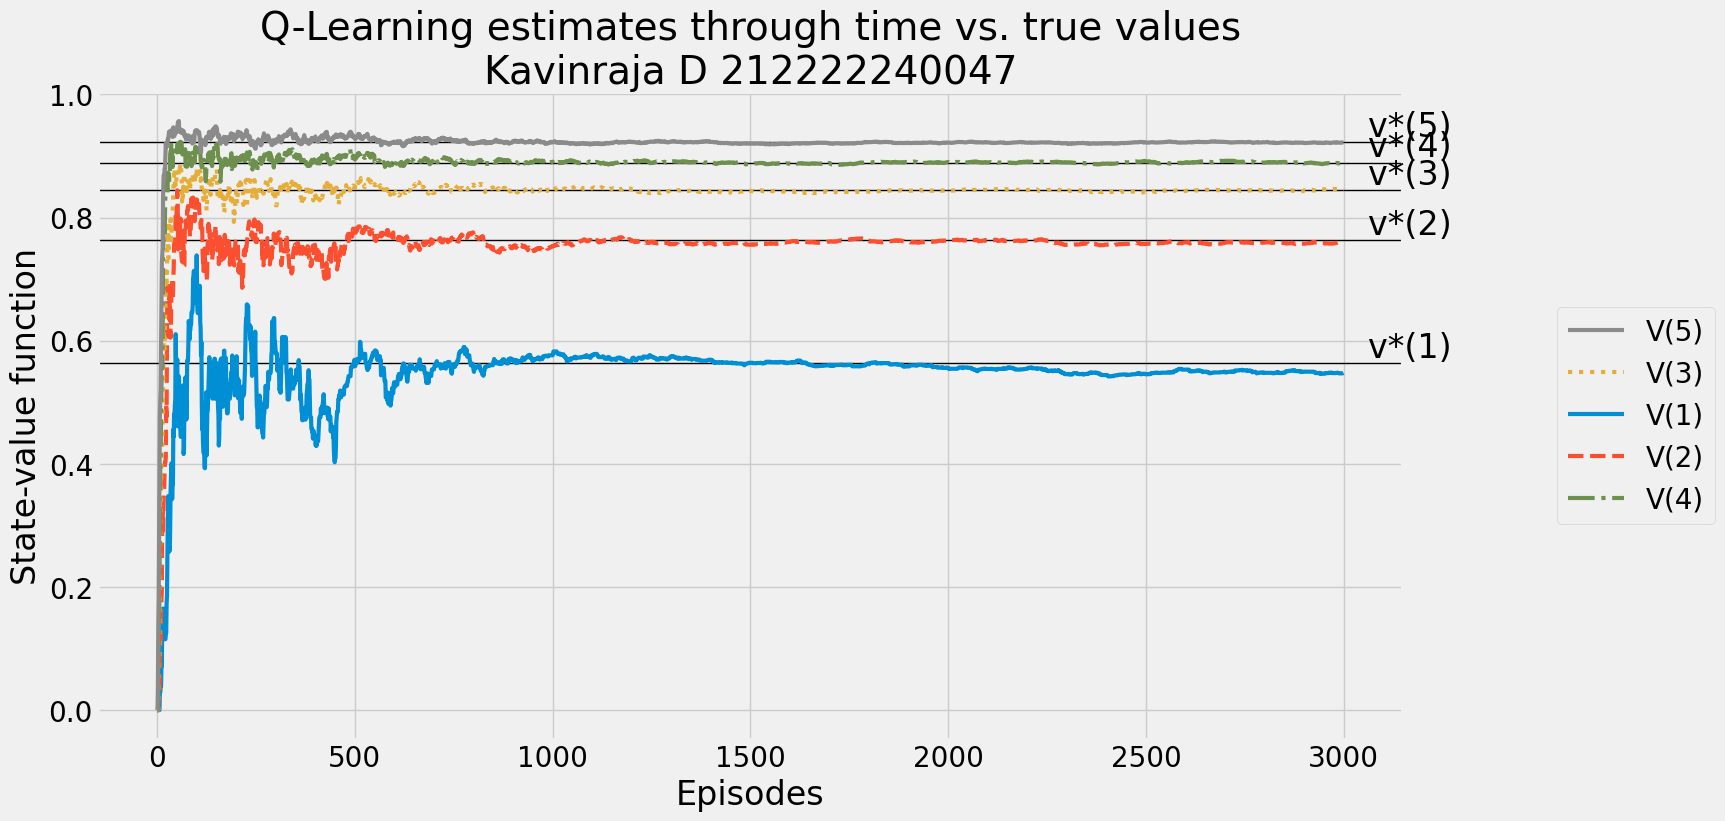 Q-Learning estimates through time vs. true values
Kavinraja D 212222240047
State-value function
1.0
0.8
0.6
0.4
0.2
0.0
0
500
1000
1500
2000
2500
3000
Episodes
v*(5)
v*(4)
v*(3)
v*(2)
v*(1)
V(5)
V(3)
V(1)
V(2)
V(4)